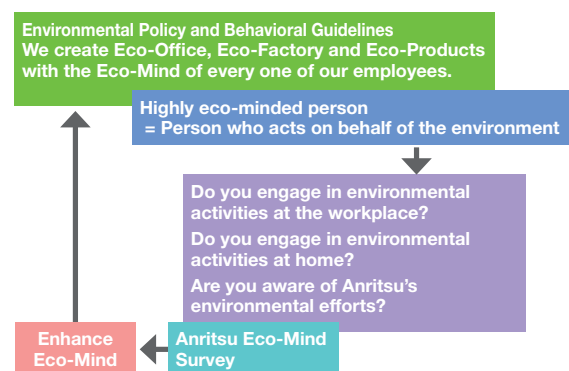 Environmental Policy and Behavioral Guidelines
We create Eco-Office, Eco-Factory and Eco-Products
with the Eco-Mind of every one of our employees.
Highly eco-minded person
= Person who acts on behalf of the environment
Do you engage in environmental
activities at the workplace?
Do you engage in environmental
activities at home?
Are you aware of Anritsu's
environmental efforts?
Enhance
Eco-Mind
Anritsu Eco-Mind
Survey